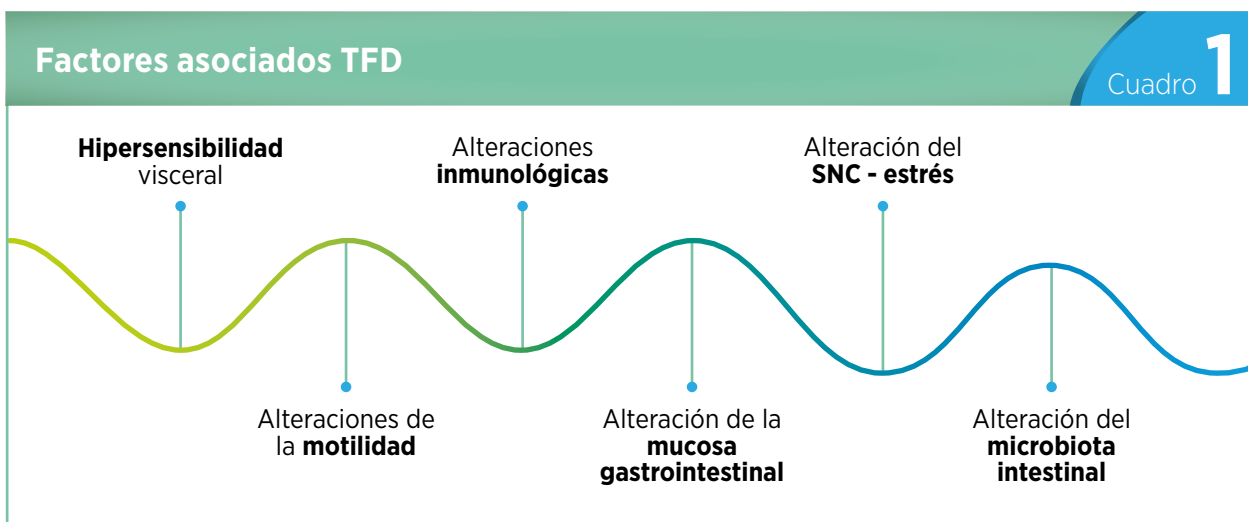 Factores asociados TFD
Cuadro 1
Hipersensibilidad
visceral
Alteraciones
inmunológicas
Alteración del
SNC - estrés
Alteraciones de
la motilidad
Alteración de la
mucosa
gastrointestinal
Alteración del
microbiota
intestinal